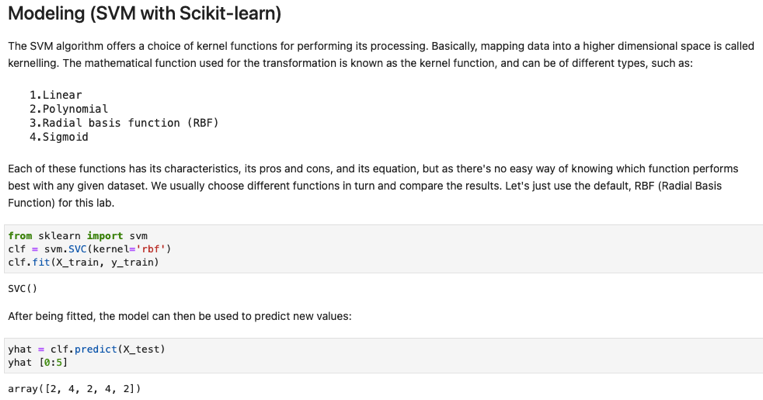 Modeling (SVM with Scikit-learn)
The SVM algorithm offers a choice of kernel functions for performing its processing. Basically, mapping data into a higher dimensional space is called
kernelling. The mathematical function used for the transformation is known as the kernel function, and can be of different types, such as:
1.Linear
2.Polynomial
3.Radial basis function (RBF)
4.Sigmoid
Each of these functions has its characteristics, its pros and cons, and its equation, but as there's no easy way of knowing which function performs
best with any given dataset. We usually choose different functions in turn and compare the results. Let's just use the default, RBF (Radial Basis
Function) for this lab.
from sklearn import svm
clf = svm.SVC(kernel='rbf')
clf.fit(X_train, y_train)
SVC()
After being fitted, the model can then be used to predict new values:
yhat = clf.predict(X_test)
yhat [0:5]
array([2, 4, 2, 4, 2])